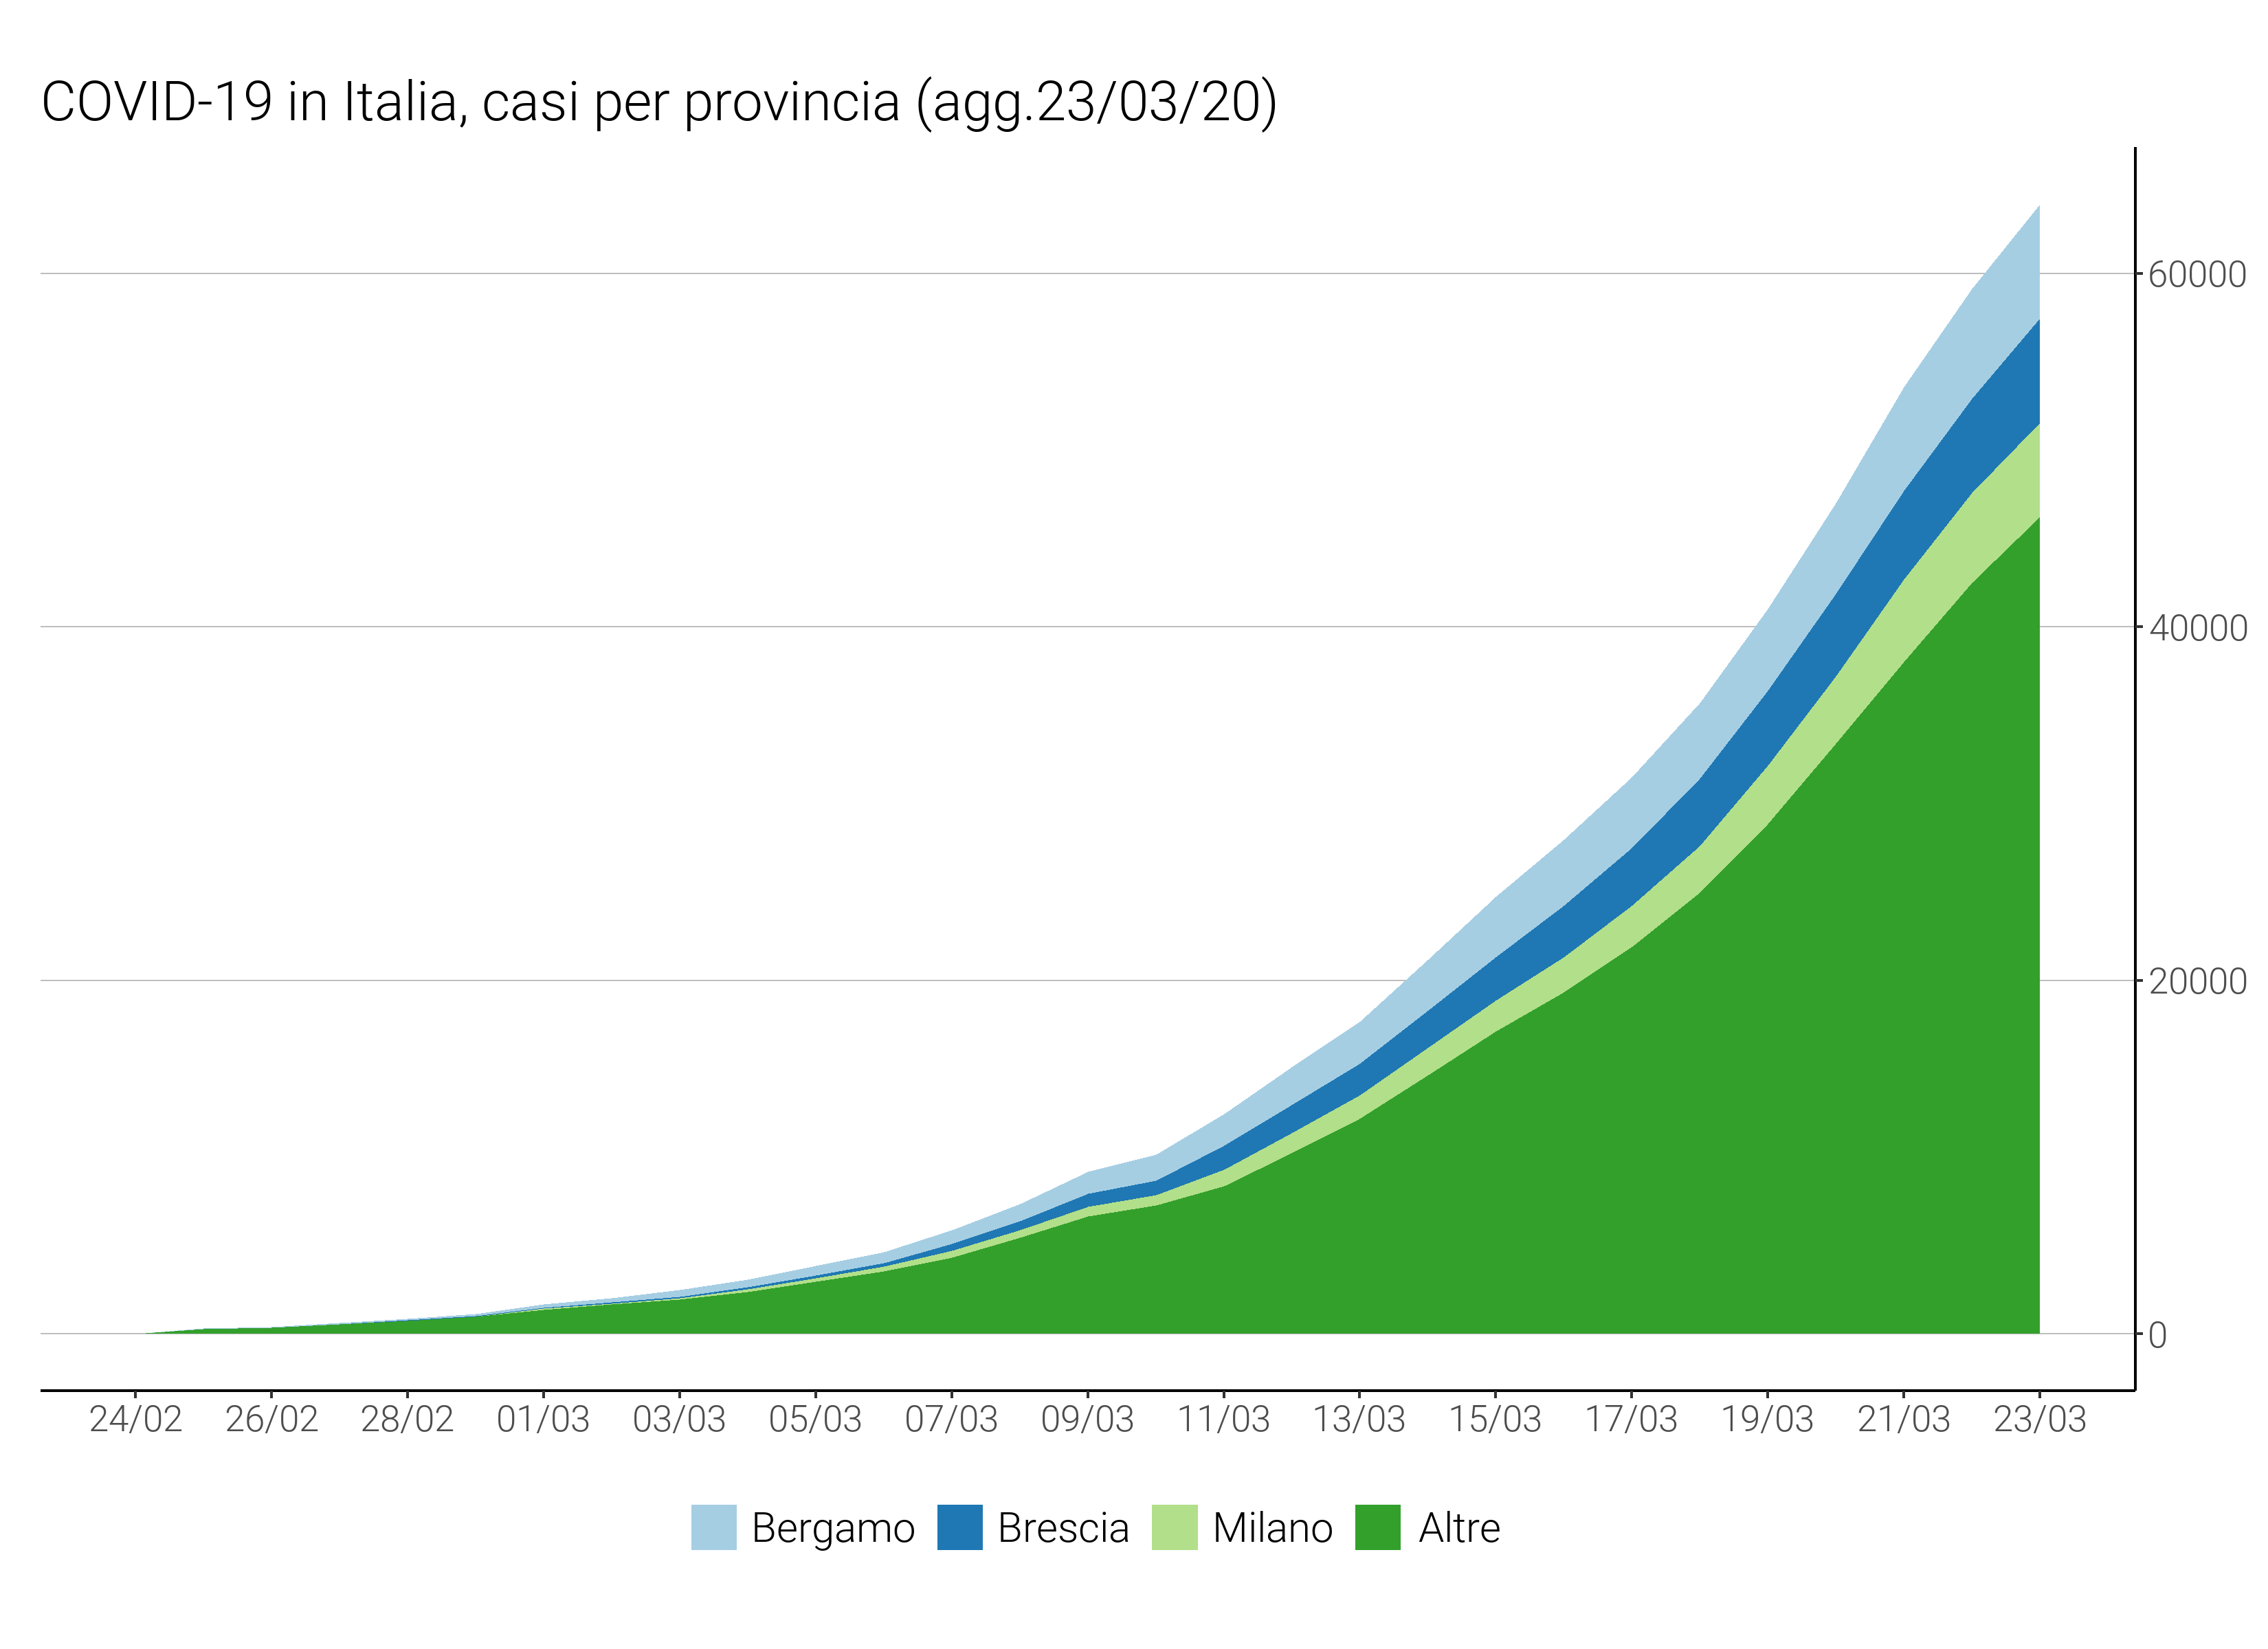 COVID-19 in Italia, casi per provincia (agg.23/03/20)
60000
40000
20000
0
24/02 26/02 28/02 01/03 03/03 05/03 07/03 09/03 11/03 13/03 15/03 17/03 19/03 21/03 23/03
Bergamo Brescia Milano Altre